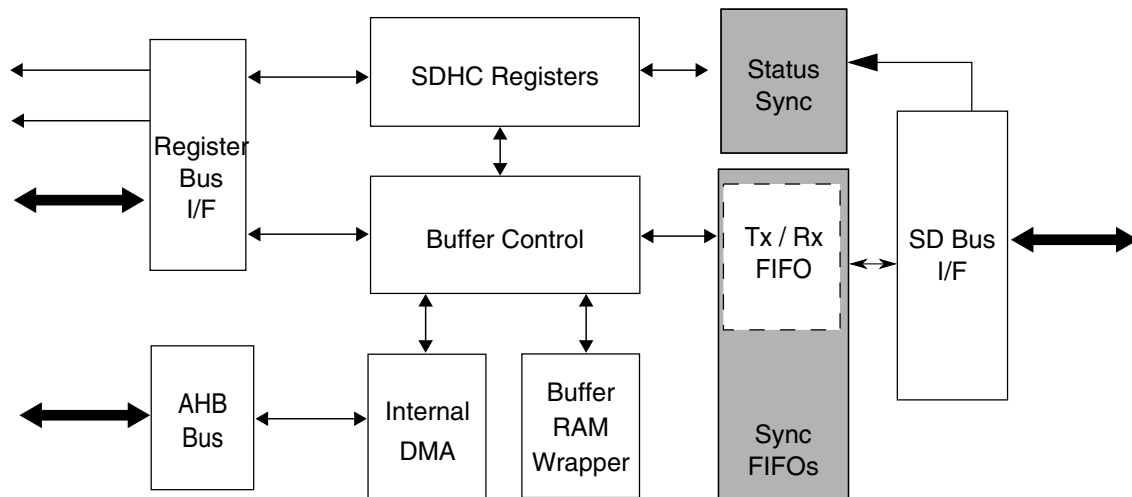 SDHC Registers
Status
Sync
Register
Bus
I/F
Buffer Control
Tx / Rx
FIFO
SD Bus
I/F
AHB
Bus
Internal
DMA
Buffer
RAM
Wrapper
Sync
FIFOs